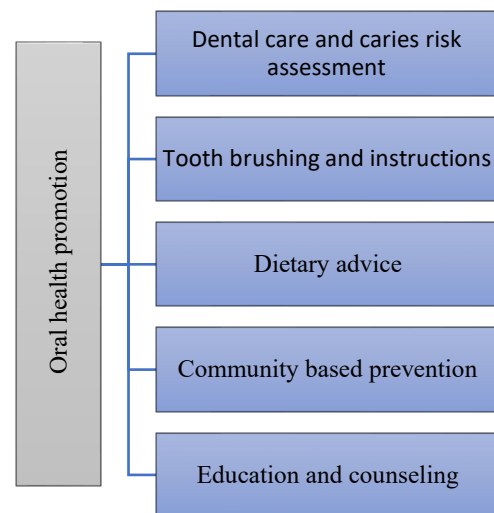 Oral health promotion
Dental care and caries risk
assessment
Tooth brushing and instructions
Dietary advice
Community based prevention
Education and counseling